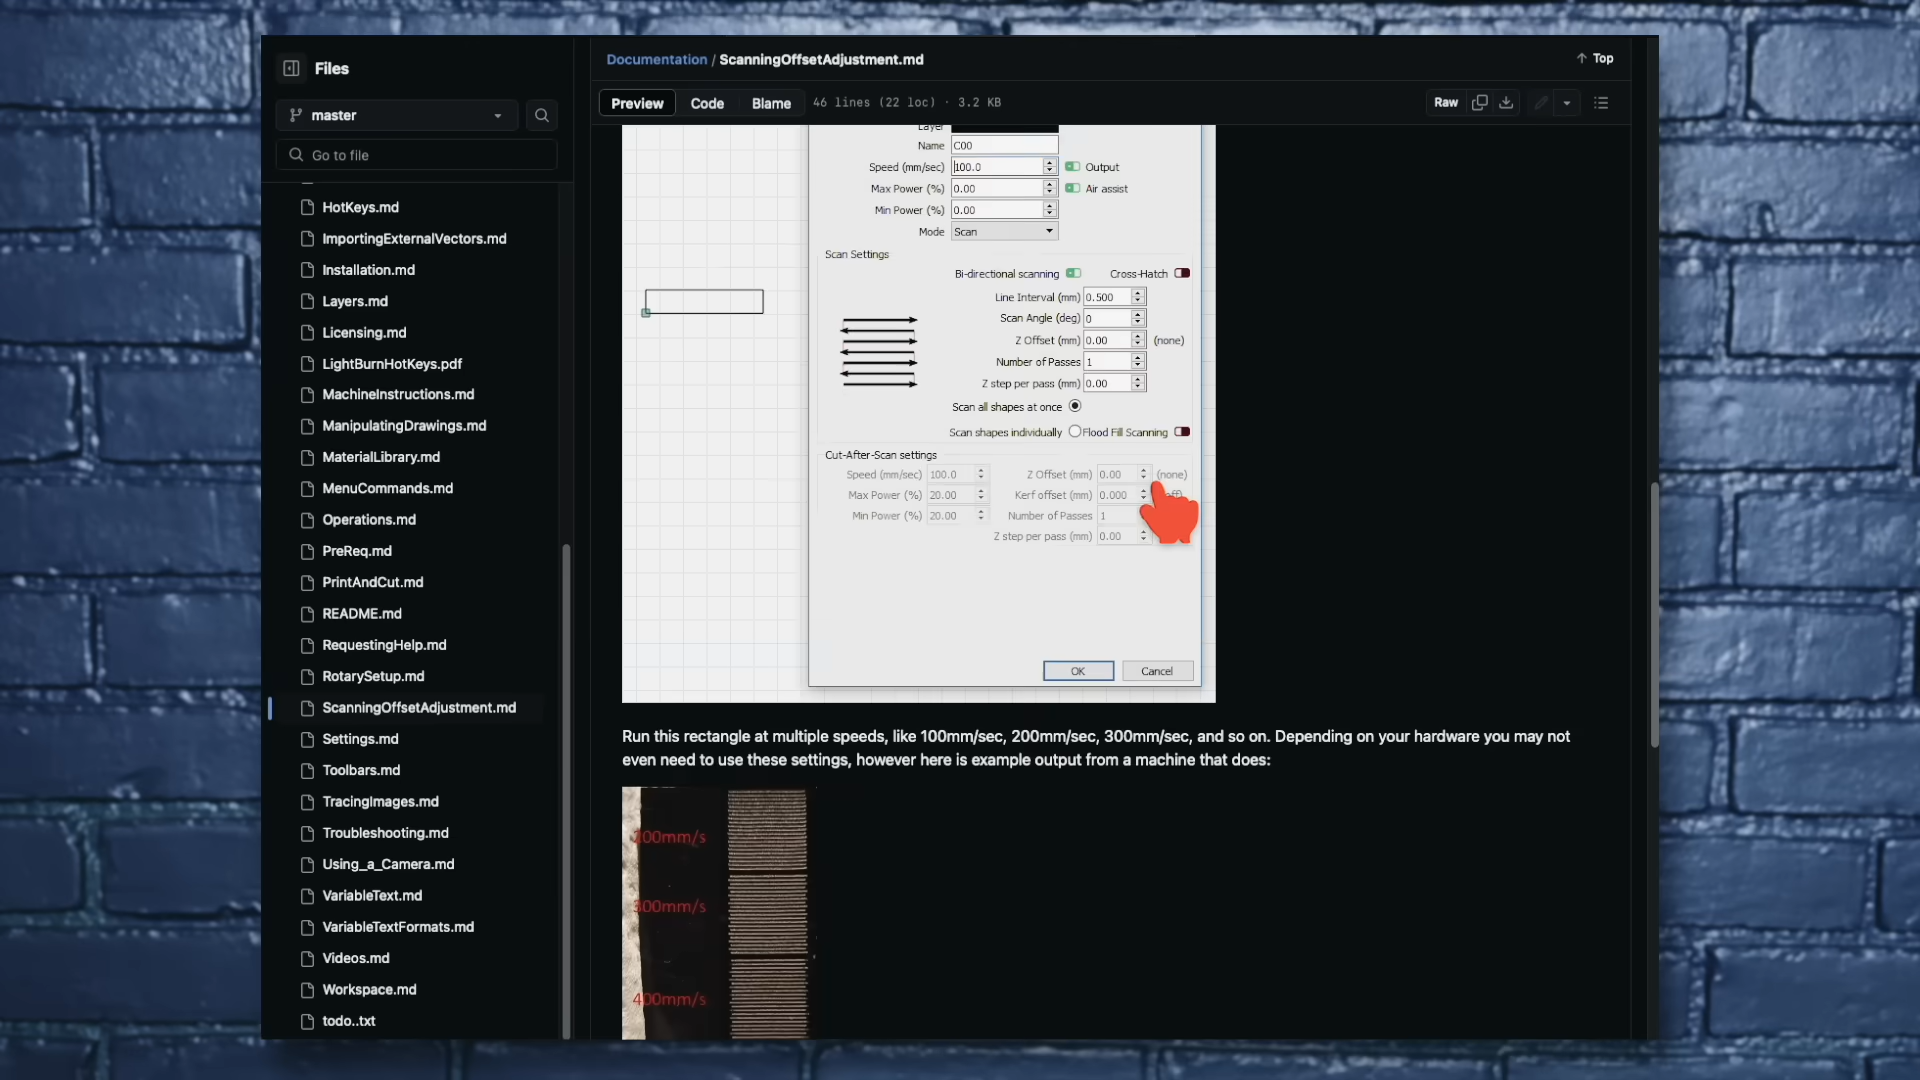 Files
master
Go to file
HotKeys.md
ImportingExternalVectors.md
Installation.md
Layers.md
Licensing.md
LightBurnHotKeys.pdf
MachineInstructions.md
ManipulatingDrawings.md
MaterialLibrary.md
MenuCommands.md
Operations.md
PreReq.md
PrintAndCut.md
README.md
RequestingHelp.md
RotarySetup.md
ScanningOffsetAdjustment.md
Settings.md
Toolbars.md
TracingImages.md
Troubleshooting.md
Using_a_Camera.md
VariableText.md
VariableTextFormats.md
Videos.md
Workspace.md
todo..txt
Documentation / ScanningOffsetAdjustment.md
Top
Preview Code Blame 46 lines (22 loc) · 3.2 KB Raw
Layer
Name C00
Speed (mm/sec) 100.0 Output
Max Power (%) 0.00 Air assist
Min Power (%) 0.00
Mode Scan
Scan Settings
Bi-directional scanning Cross-Hatch
Line Interval (mm) 0.500
Scan Angle (deg) 0
Z Offset (mm) 0.00 (none)
Number of Passes 1
Z step per pass (mm) 0.00
Scan all shapes at once
Scan shapes individually Flood Fill Scanning
Cut-After-Scan settings
Speed (mm/sec) 100.0 Z Offset (mm) 0.00 (none)
Max Power (%) 20.00 Kerf offset (mm) 0.000
Min Power (%) 20.00 Number of Passes 1
Z step per pass (mm) 0.00
OK Cancel
Run this rectangle at multiple speeds, like 100mm/sec, 200mm/sec, 300mm/sec, and so on. Depending on your hardware you may not
even need to use these settings, however here is example output from a machine that does:
200mm/s
300mm/s
400mm/s